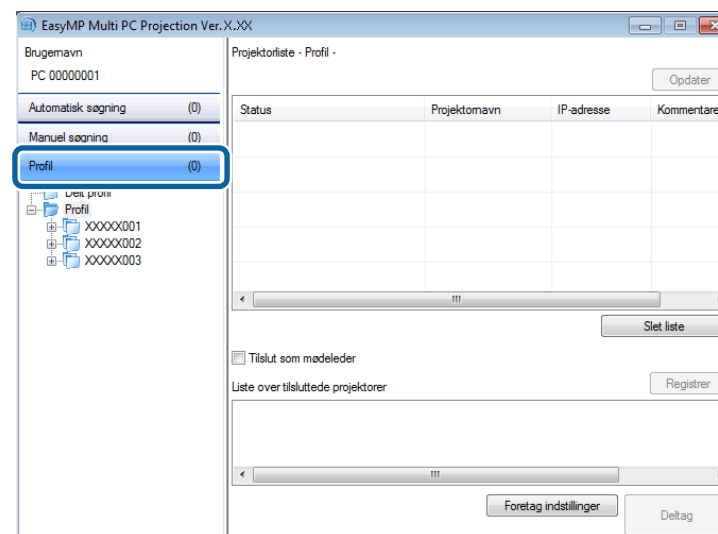 EasyMP Multi PC Projection Ver.X.XX
Brugernavn
PC 00000001
Automatisk søgning (0)
Manuel søgning (0)
Profil (0)
Delt profil
Profil
XXXXX001
XXXXX002
XXXXX003
Projektorliste - Profil -
Opdater
Status Projektornavn IP-adresse Kommentare
Slet liste
Tilslut som mødeleder
Liste over tilsluttede projektorer
Registrer
Foretag indstillinger
Deltag